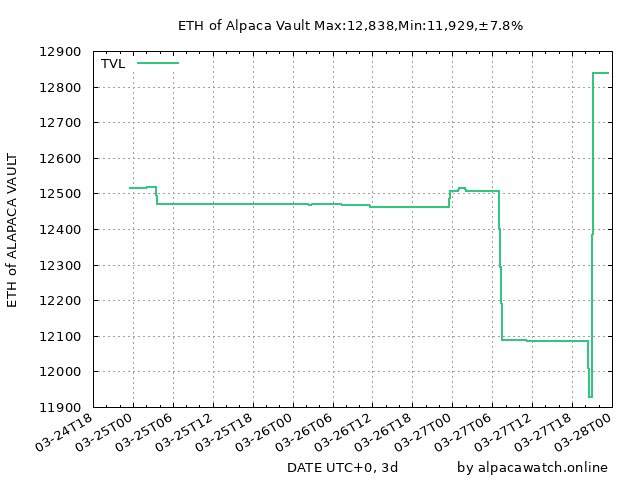 ETH of Alpaca Vault Max:12,838,Min:11,929,±7.8%
TVL
12900
12800
12700
12600
12500
12400
12300
12200
12100
12000
11900
ETH of ALAPACA VAULT
03-24T18
03-25T00
03-25T06
03-25T12
03-25T18
03-26T00
03-26T06
03-26T12
03-26T18
03-27T00
03-27T06
03-27T12
03-27T18
03-28T00
DATE UTC+0, 3d
by alpacawatch.online